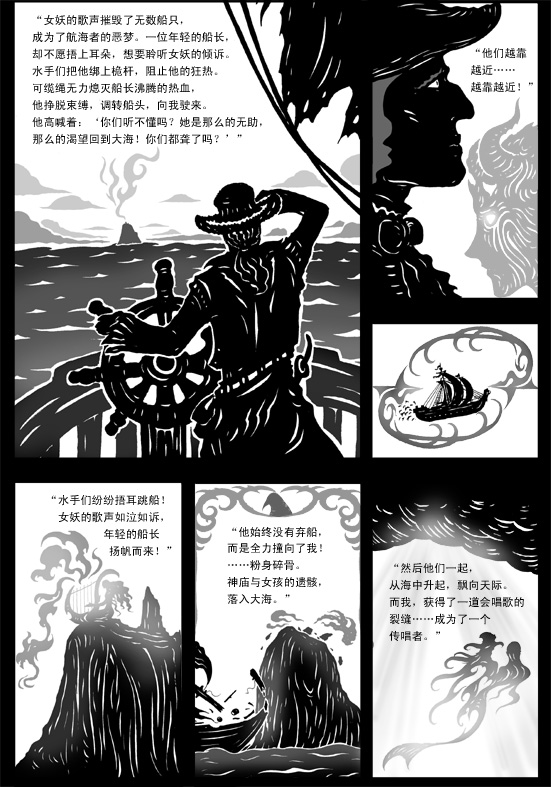 “女妖的歌声摧毁了无数船只，
成为了航海者的恶梦。一位年轻的船长，
却不愿捂上耳朵，想要聆听女妖的倾诉。
水手们把他绑上桅杆，阻止他的狂热。
可缆绳无力熄灭船长沸腾的热血，
他挣脱束缚，调转船头，向我驶来。
他高喊着：‘你们听不懂吗？她是那么的无助，
那么的渴望回到大海！你们都聋了吗？’”
“他们越靠
越近……
越靠越近！”
“水手们纷纷捂耳跳船！
女妖的歌声如泣如诉，
年轻的船长
扬帆而来！”
“他始终没有弃船，
而是全力撞向了我！
……粉身碎骨。
神庙与女孩的遗骸，
落入大海。”
“然后他们一起，
从海中升起，飘向天际。
而我，获得了一道会唱歌的
裂缝……成为了一个
传唱者。”